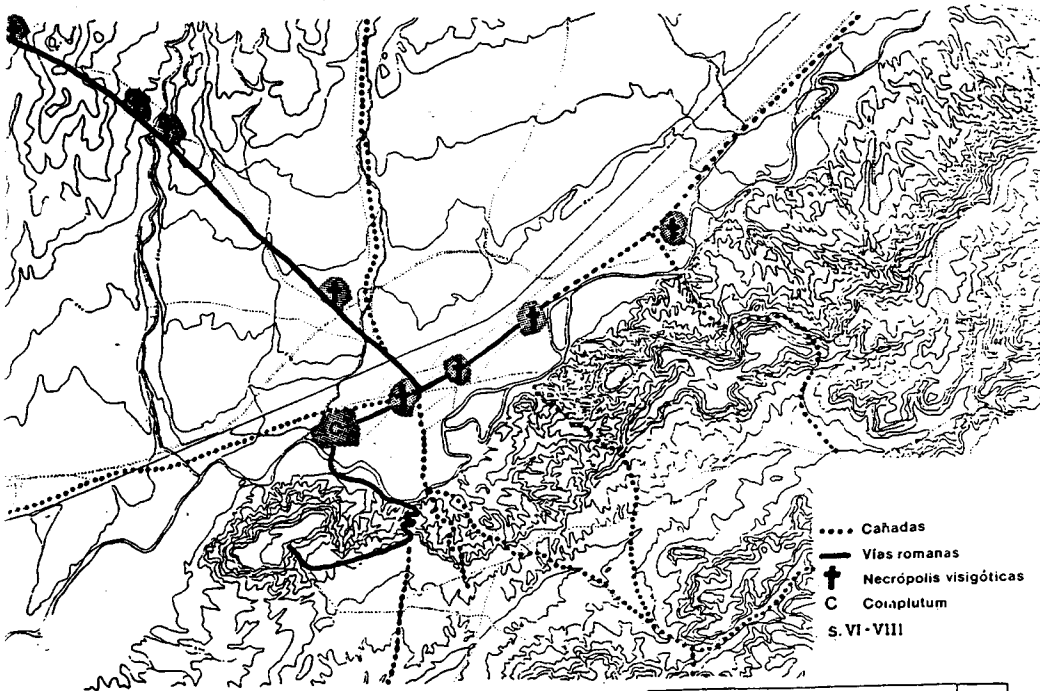 C
Cañadas
Vías romanas
Necrópolis visigóticas
C Complutum
S. VI - VIII